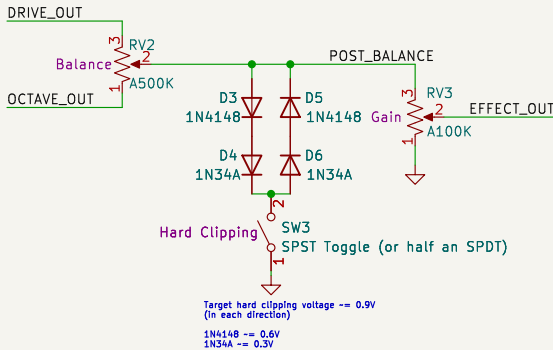 DRIVE_OUT
3
RV2
Balance
2
A500K
1
OCTAVE_OUT
POST_BALANCE
D3
1N4148
D5
1N4148
3
RV3
Gain
2
A100K
1
EFFECT_OUT
D4
1N34A
D6
1N34A
2
SW3
Hard Clipping
SPST Toggle (or half an SPDT)
1
Target hard clipping voltage ~= 0.9V
(in each direction)
1N4148 ~= 0.6V
1N34A ~= 0.3V